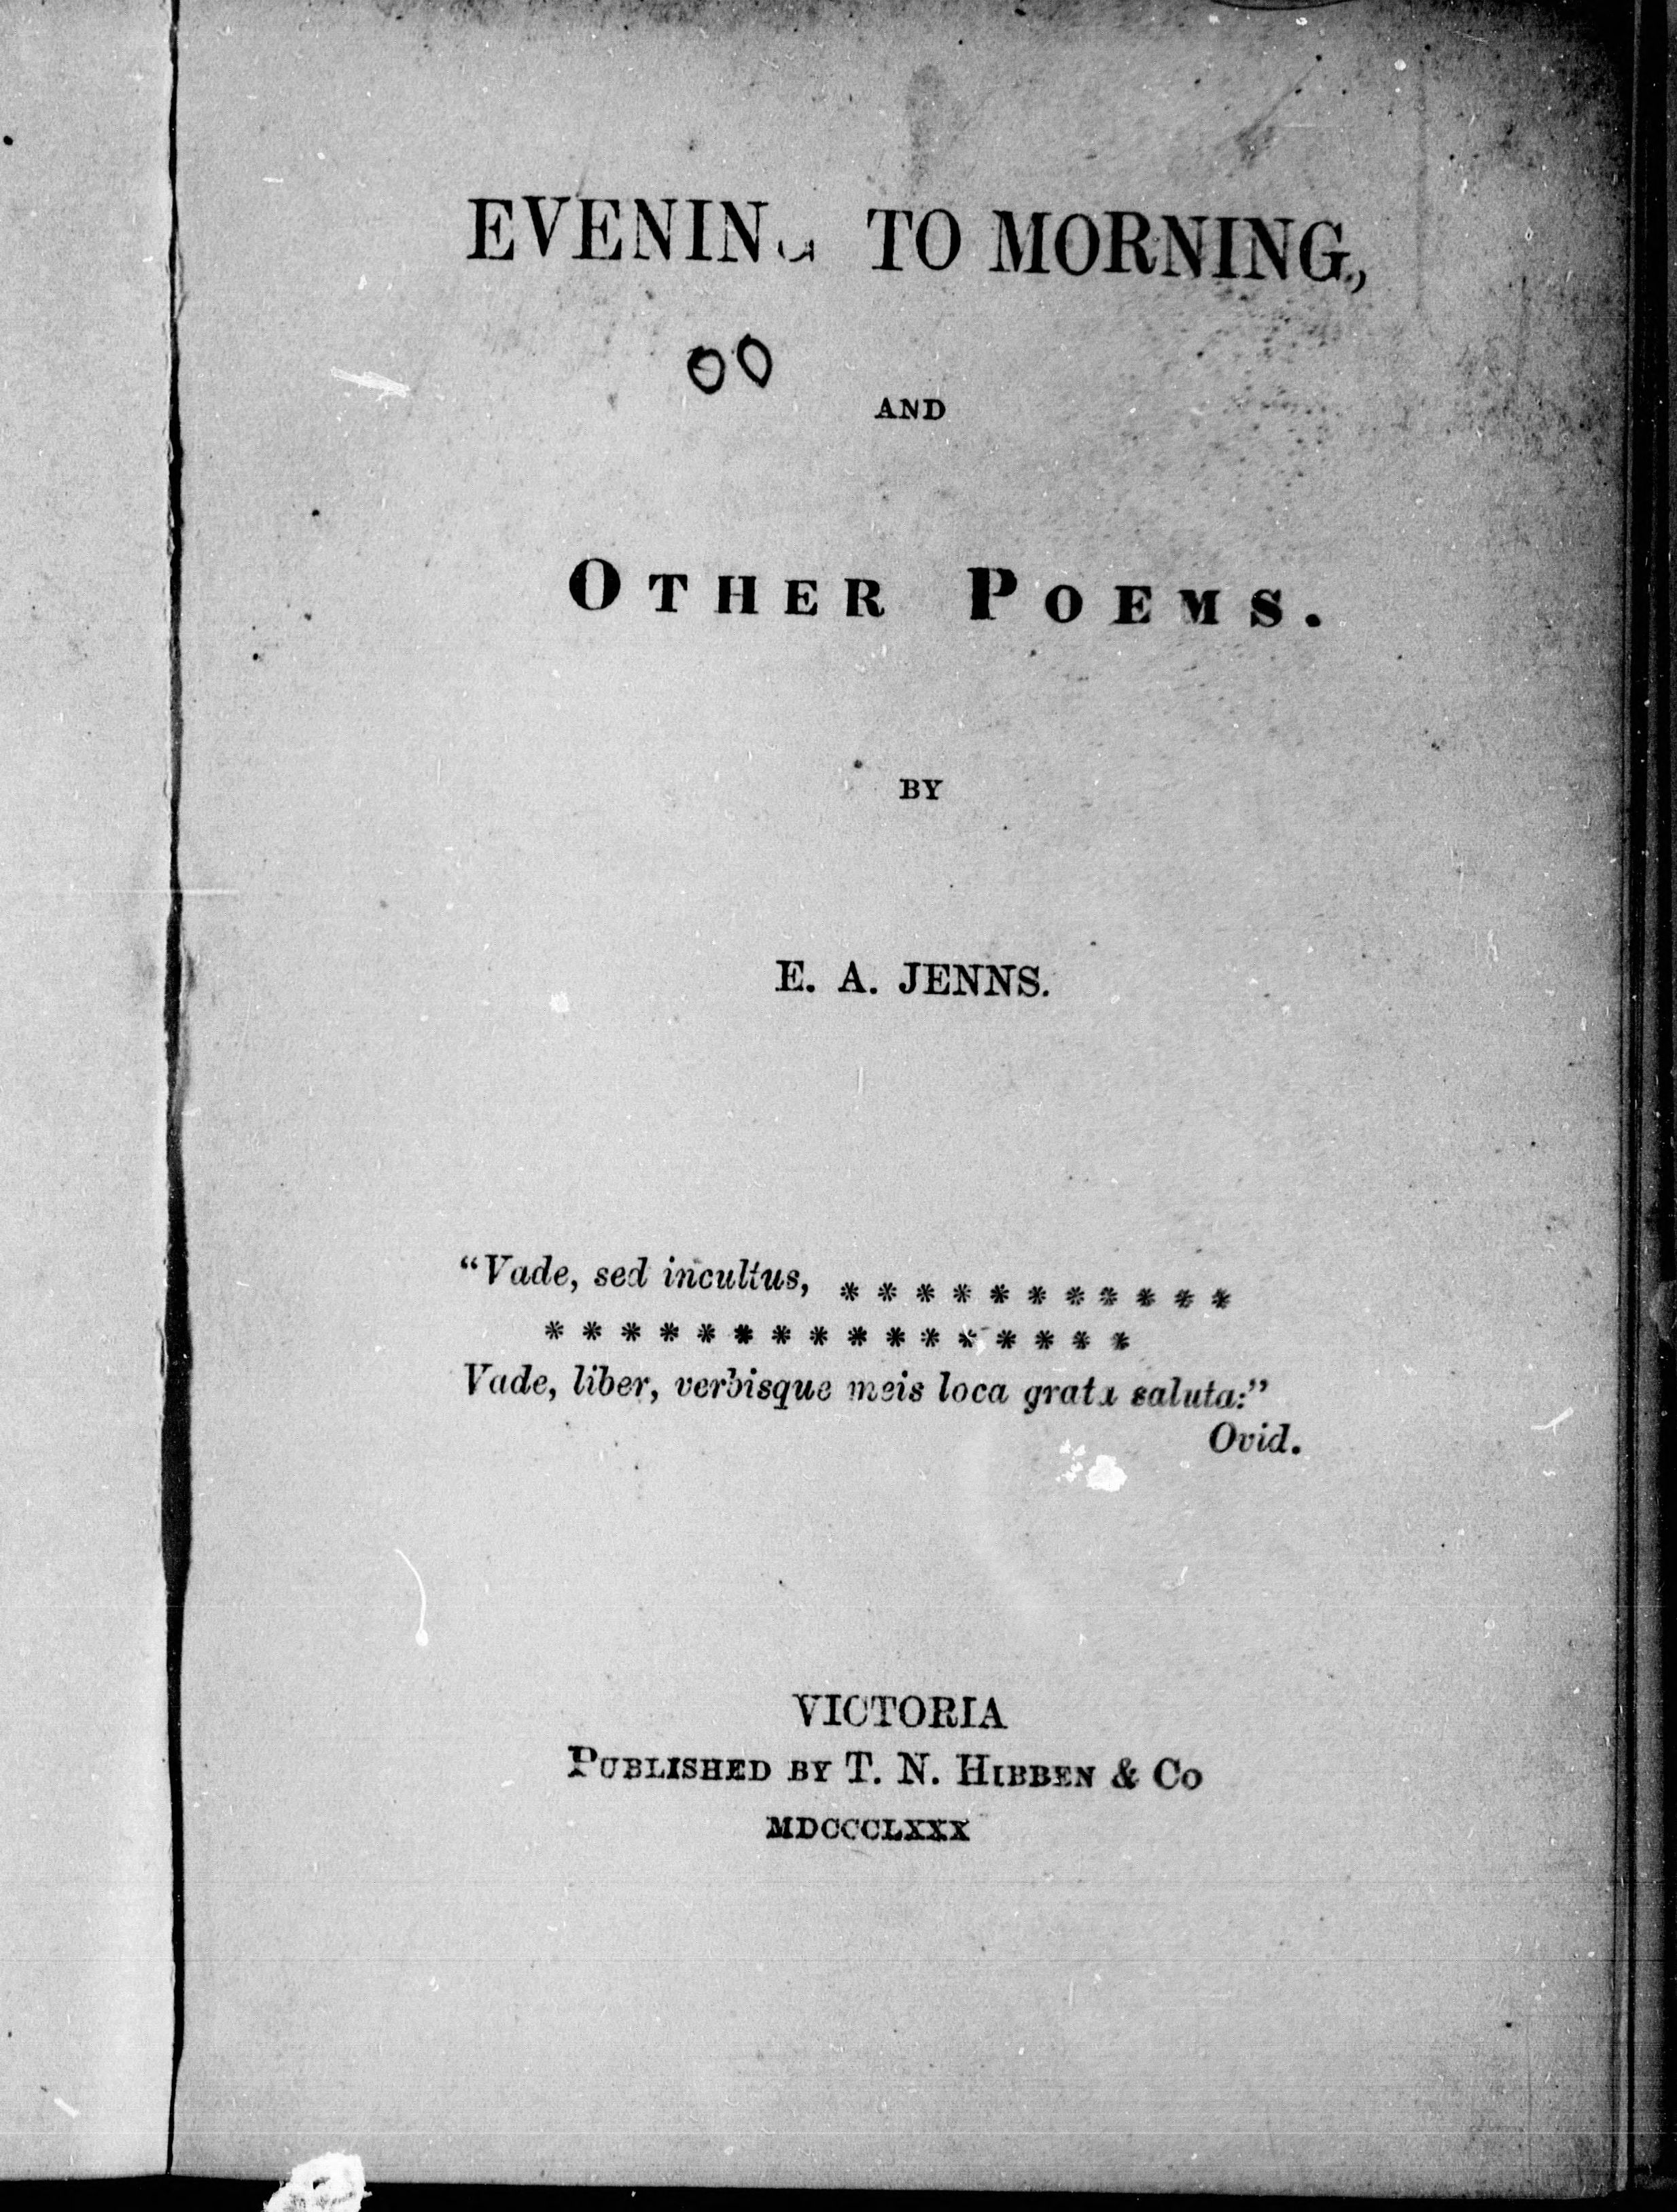 EVENING TO MORNING,
00
AND
OTHER POEMS.
BY
E. A. JENNS.
"Vade, sed incultus, * * * * * * * * * * *
* * * * * * * * * * * * * * * *
Vade, liber, verbisque meis loca grata saluta:"
Ovid.
VICTORIA
PUBLISHED BY T. N. HIBBEN & CO
MDCCCLXXX